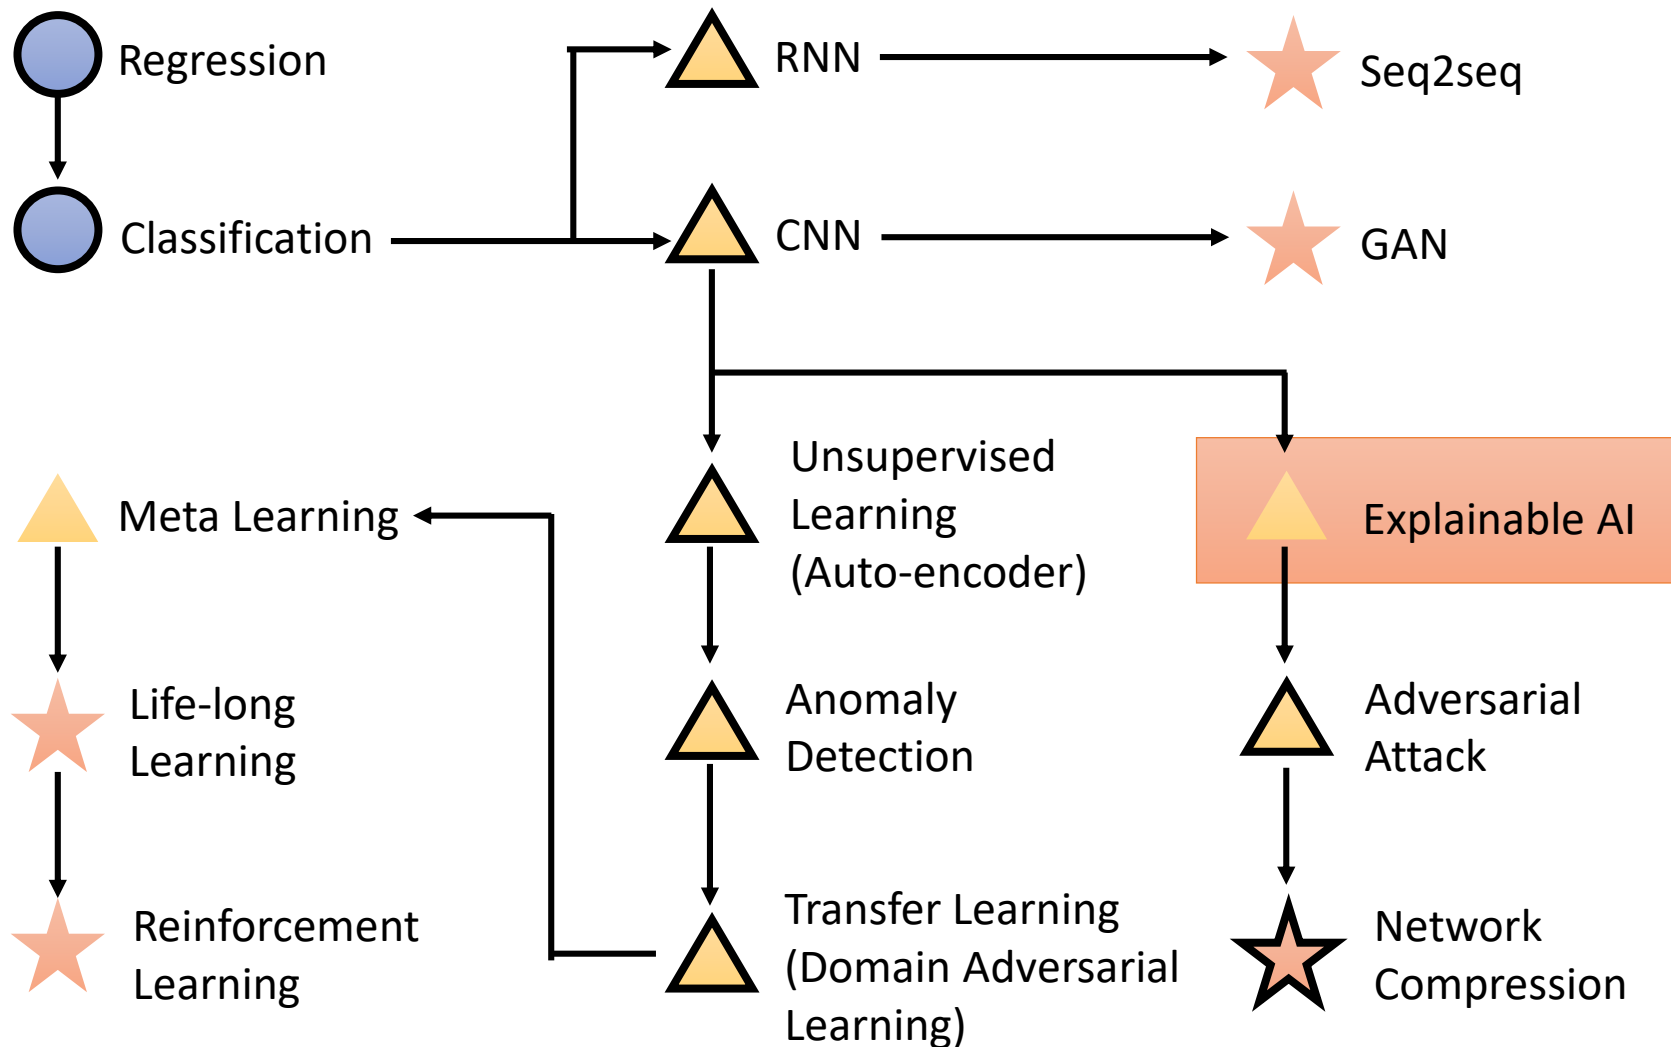 Regression
RNN
Seq2seq
Classification
CNN
GAN
Unsupervised
Learning
(Auto-encoder)
Meta Learning
Explainable AI
Life-long
Learning
Anomaly
Detection
Adversarial
Attack
Reinforcement
Learning
Transfer Learning
(Domain Adversarial
Learning)
Network
Compression